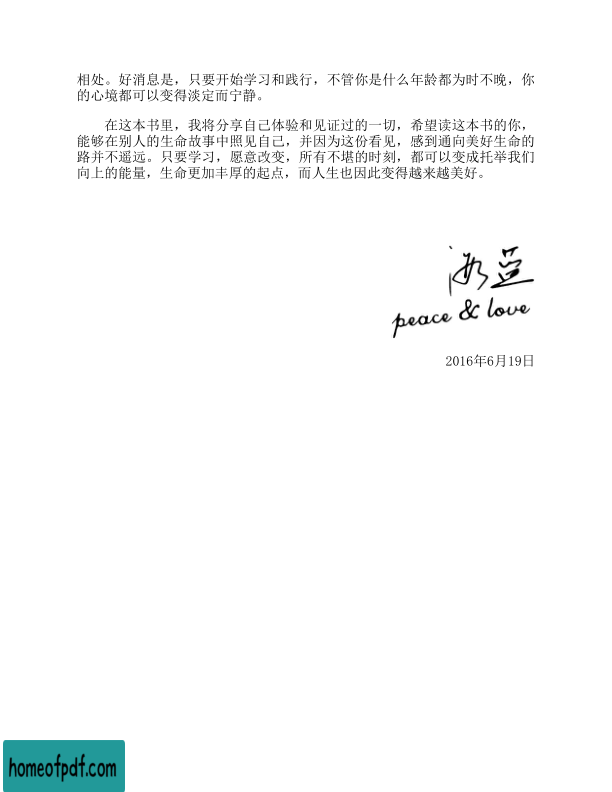 相处。好消息是，只要开始学习和践行，不管你是什么年龄都为时不晚，你
的心境都可以变得淡定而宁静。
在这本书里，我将分享自己体验和见证过的一切，希望读这本书的你，
能够在别人的生命故事中照见自己，并因为这份看见，感到通向美好生命的
路并不遥远。只要学习，愿意改变，所有不堪的时刻，都可以变成托举我们
向上的能量，生命更加丰厚的起点，而人生也因此变得越来越美好。
海蓝
peace & love
2016年6月19日
homeofpdf.com